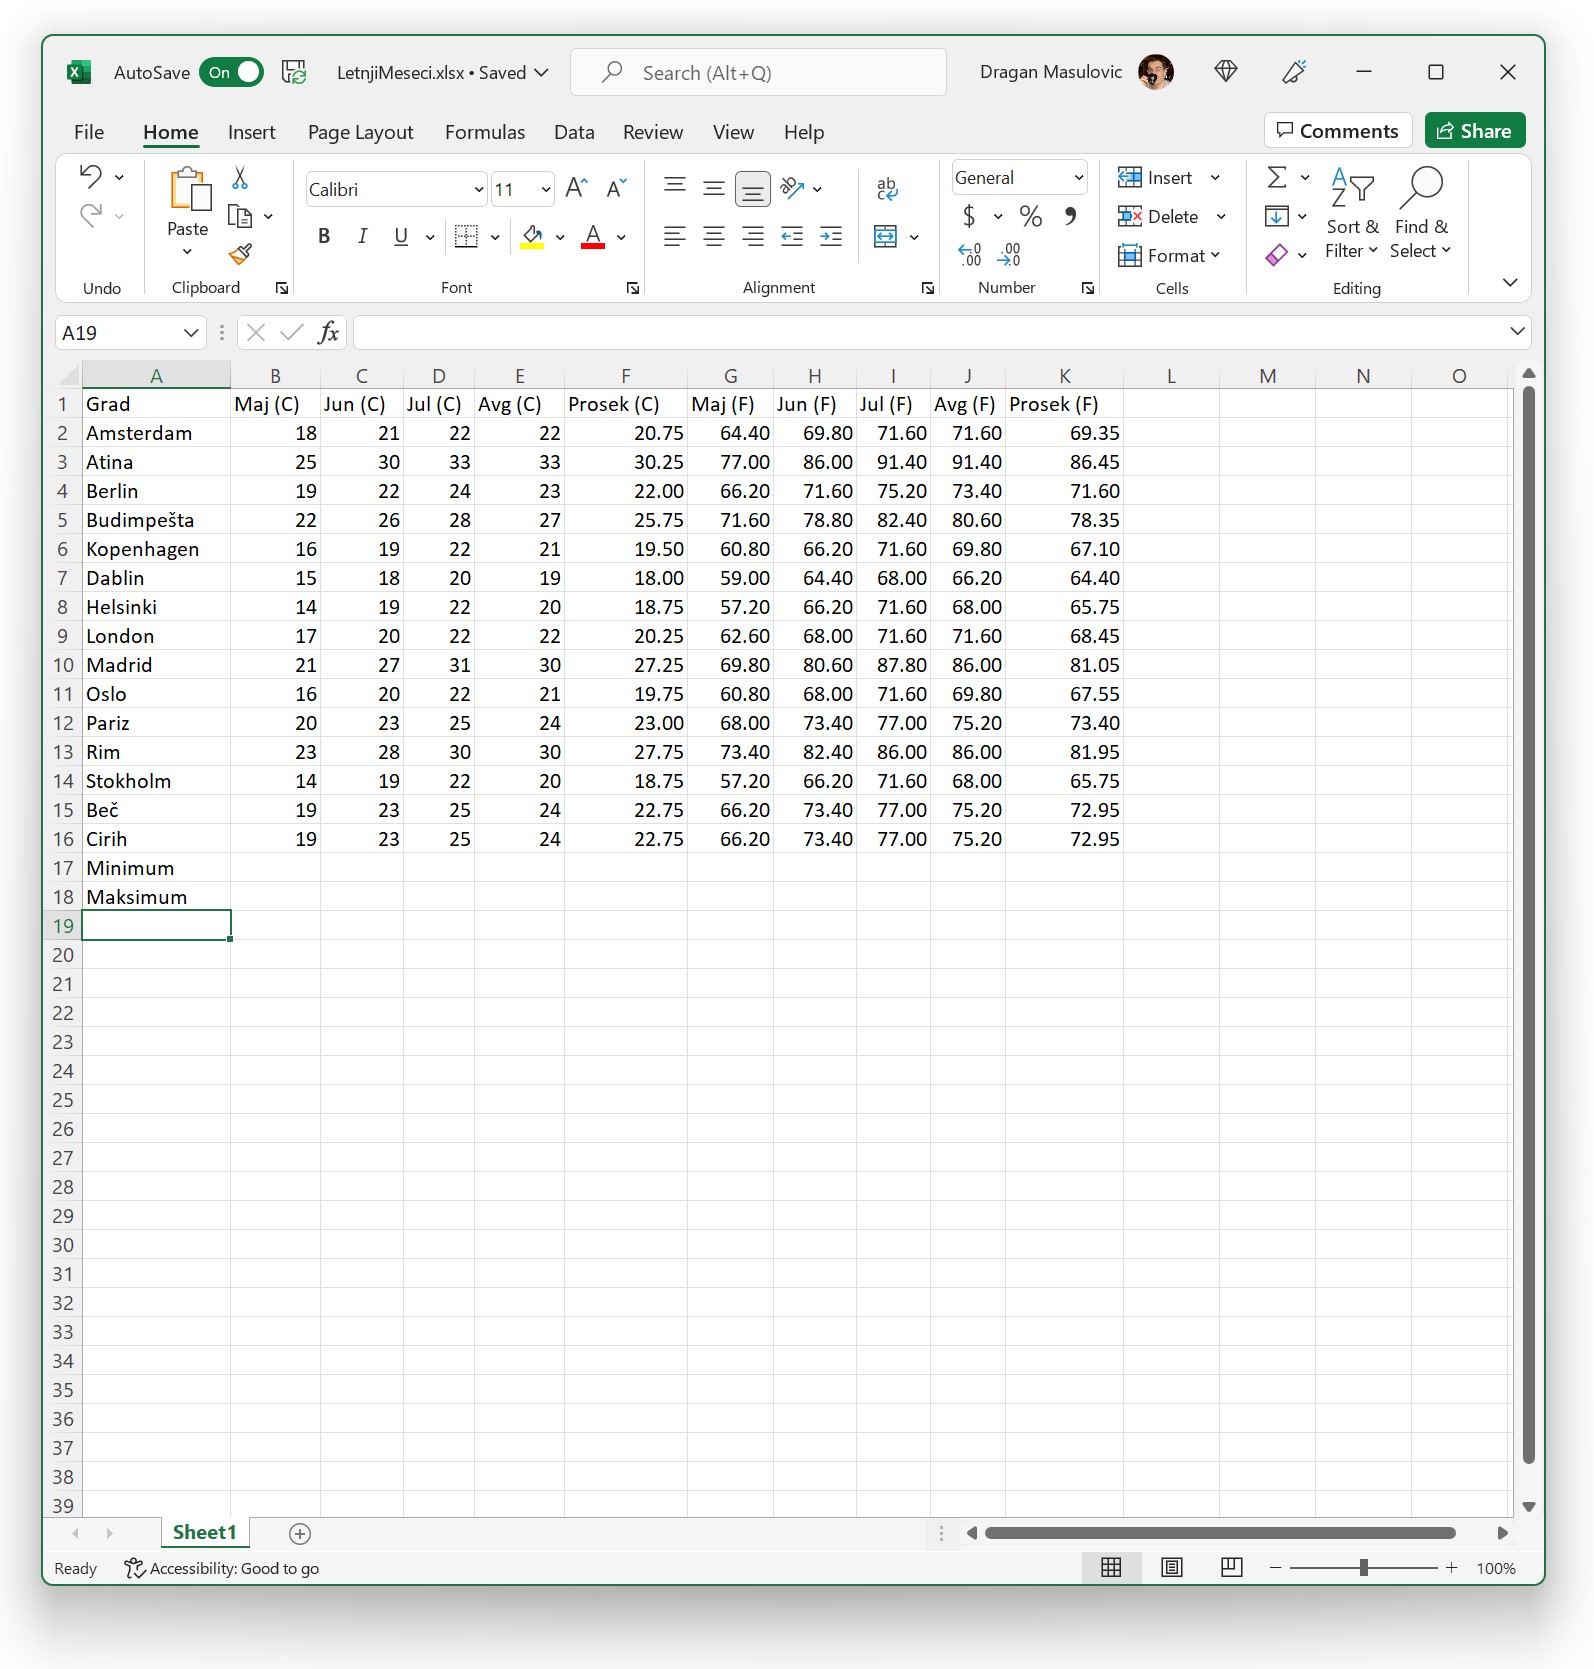 AutoSave On LetnjiMeseci.xlsx • Saved Search (Alt+Q) Dragan Masulovic
File Home Insert Page Layout Formulas Data Review View Help Comments Share
Calibri 11 A A ab General $ % Insert Σ A Z
Paste B I U A ab c Delete Sort & Find &
.00 .0 .00 .0 Format Filter Select
Undo Clipboard Font Alignment Number Cells Editing
A19 fx
A B C D E F G H I J K L M N O
1 Grad Maj (C) Jun (C) Jul (C) Avg (C) Prosek (C) Maj (F) Jun (F) Jul (F) Avg (F) Prosek (F)
2 Amsterdam 18 21 22 22 20.75 64.40 69.80 71.60 71.60 69.35
3 Atina 25 30 33 33 30.25 77.00 86.00 91.40 91.40 86.45
4 Berlin 19 22 24 23 22.00 66.20 71.60 75.20 73.40 71.60
5 Budimpešta 22 26 28 27 25.75 71.60 78.80 82.40 80.60 78.35
6 Kopenhagen 16 19 22 21 19.50 60.80 66.20 71.60 69.80 67.10
7 Dablin 15 18 20 19 18.00 59.00 64.40 68.00 66.20 64.40
8 Helsinki 14 19 22 20 18.75 57.20 66.20 71.60 68.00 65.75
9 London 17 20 22 22 20.25 62.60 68.00 71.60 71.60 68.45
10 Madrid 21 27 31 30 27.25 69.80 80.60 87.80 86.00 81.05
11 Oslo 16 20 22 21 19.75 60.80 68.00 71.60 69.80 67.55
12 Pariz 20 23 25 24 23.00 68.00 73.40 77.00 75.20 73.40
13 Rim 23 28 30 30 27.75 73.40 82.40 86.00 86.00 81.95
14 Stokholm 14 19 22 20 18.75 57.20 66.20 71.60 68.00 65.75
15 Beč 19 23 25 24 22.75 66.20 73.40 77.00 75.20 72.95
16 Cirih 19 23 25 24 22.75 66.20 73.40 77.00 75.20 72.95
17 Minimum
18 Maksimum
19
20
21
22
23
24
25
26
27
28
29
30
31
32
33
34
35
36
37
38
39
Sheet1
Ready Accessibility: Good to go 100%